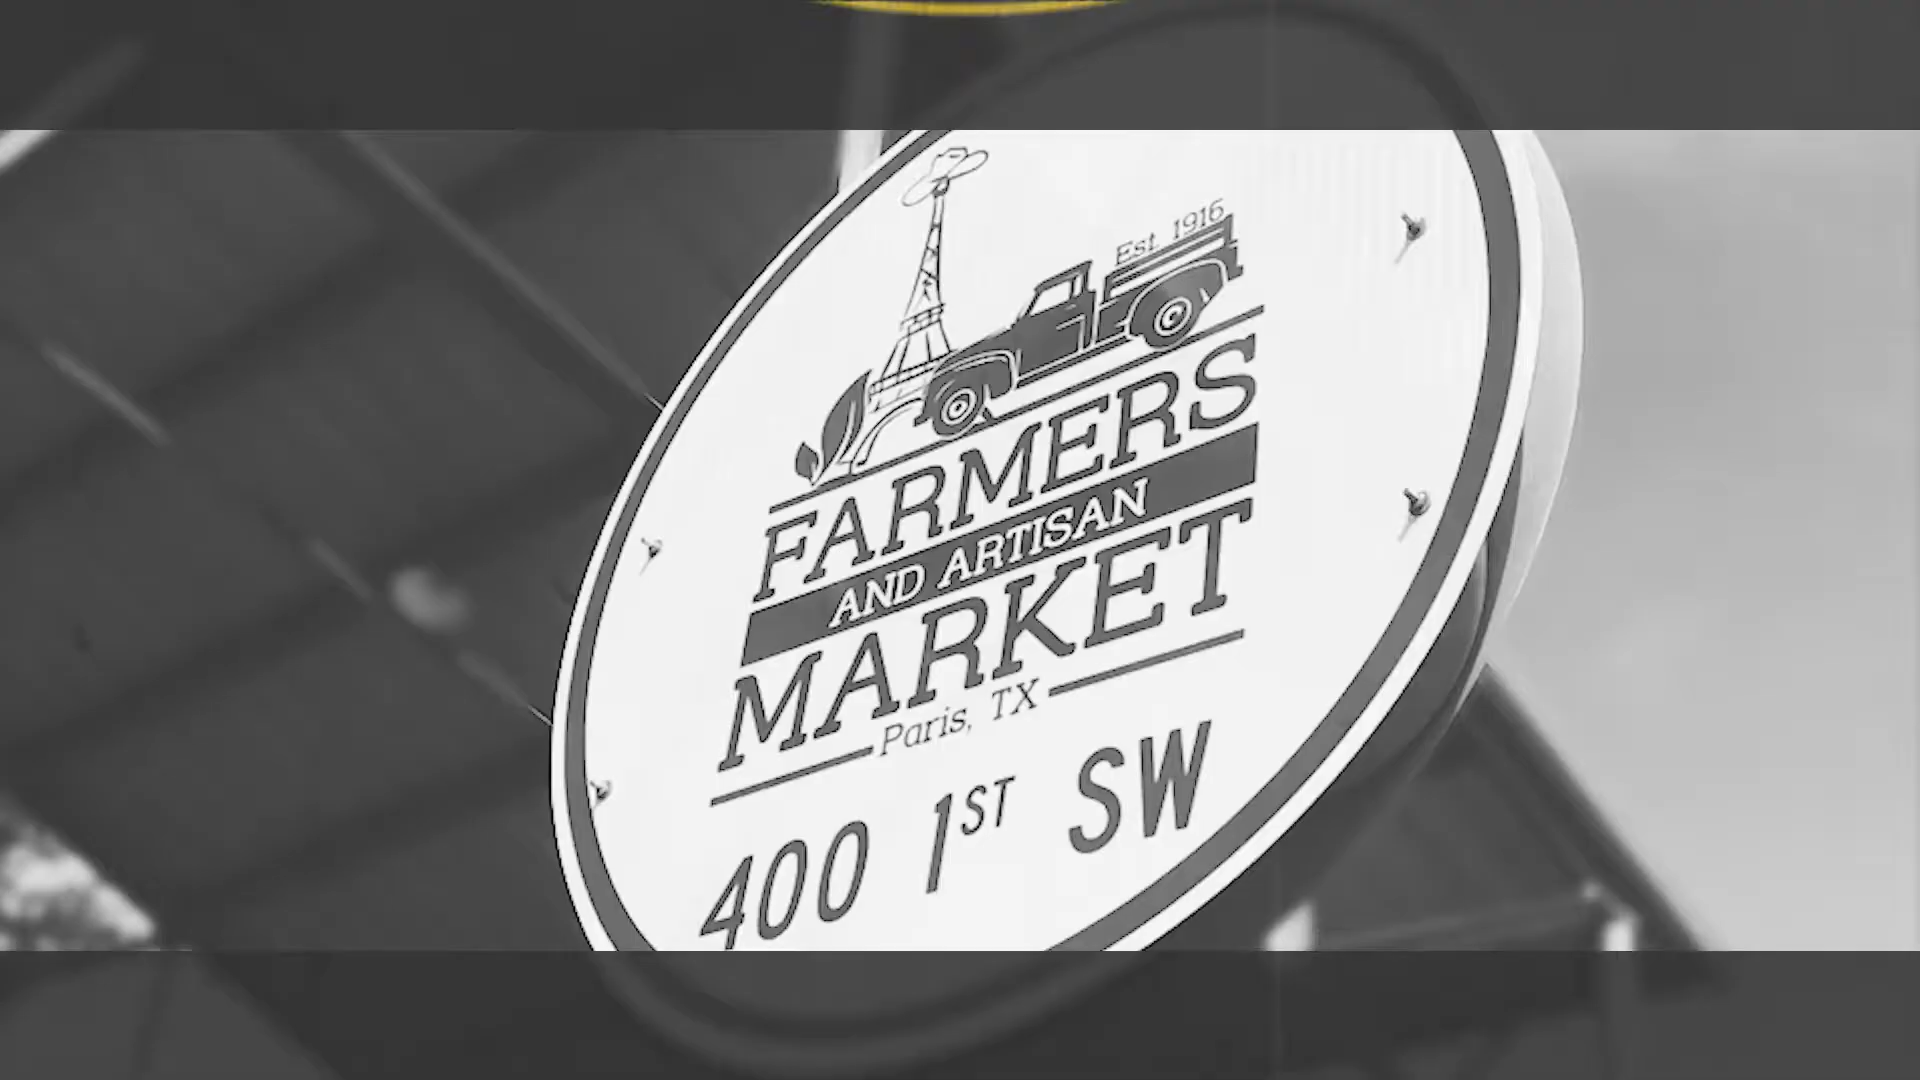 Est. 1916
FARMERS
AND ARTISAN
MARKET
Paris, TX
400 1ST SW